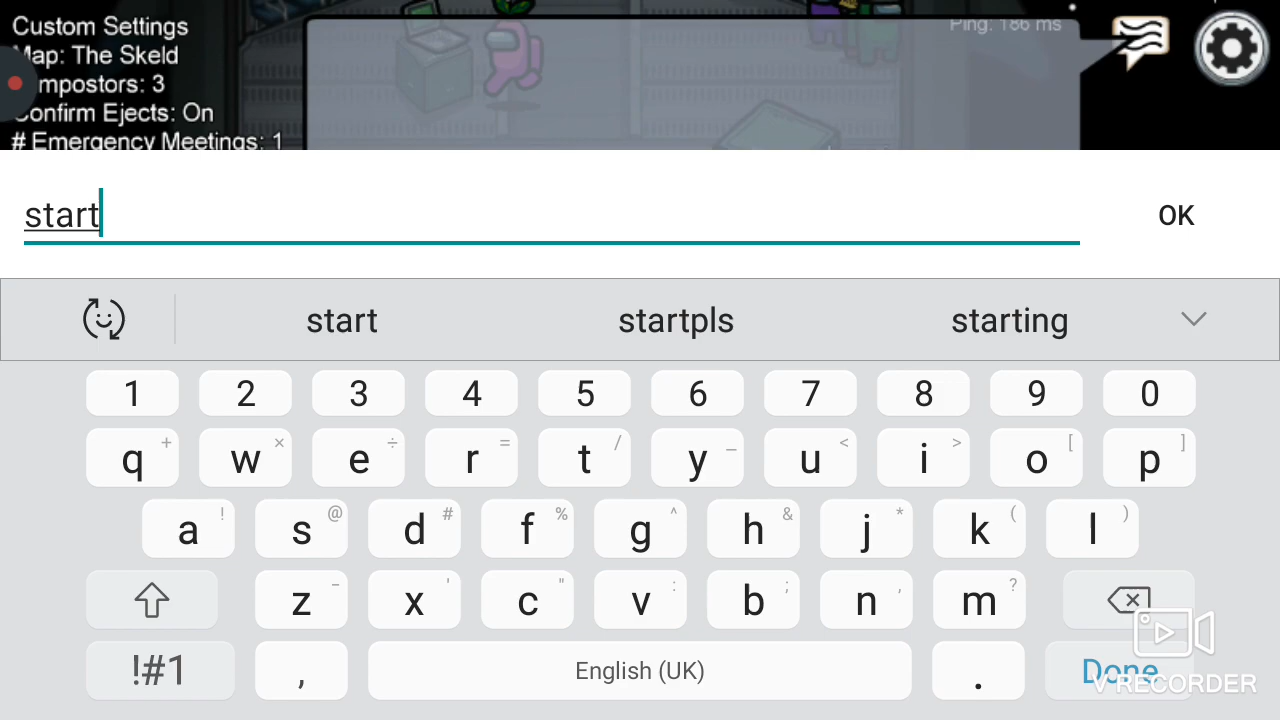 Custom Settings
Map: The Skeld
mpostors: 3
Confirm Ejects: On
# Emergency Meetings: 1
Ping: 186 ms
start
OK
start startpls starting
1 2 3 4 5 6 7 8 9 0
q + w × e ÷ r = t / y _ u < i > o [ p ]
a ! s @ d # f % g ^ h & j * k ( l )
z - x ' c " v : b ; n , m ?
!#1 , English (UK) . Done
V RECORDER